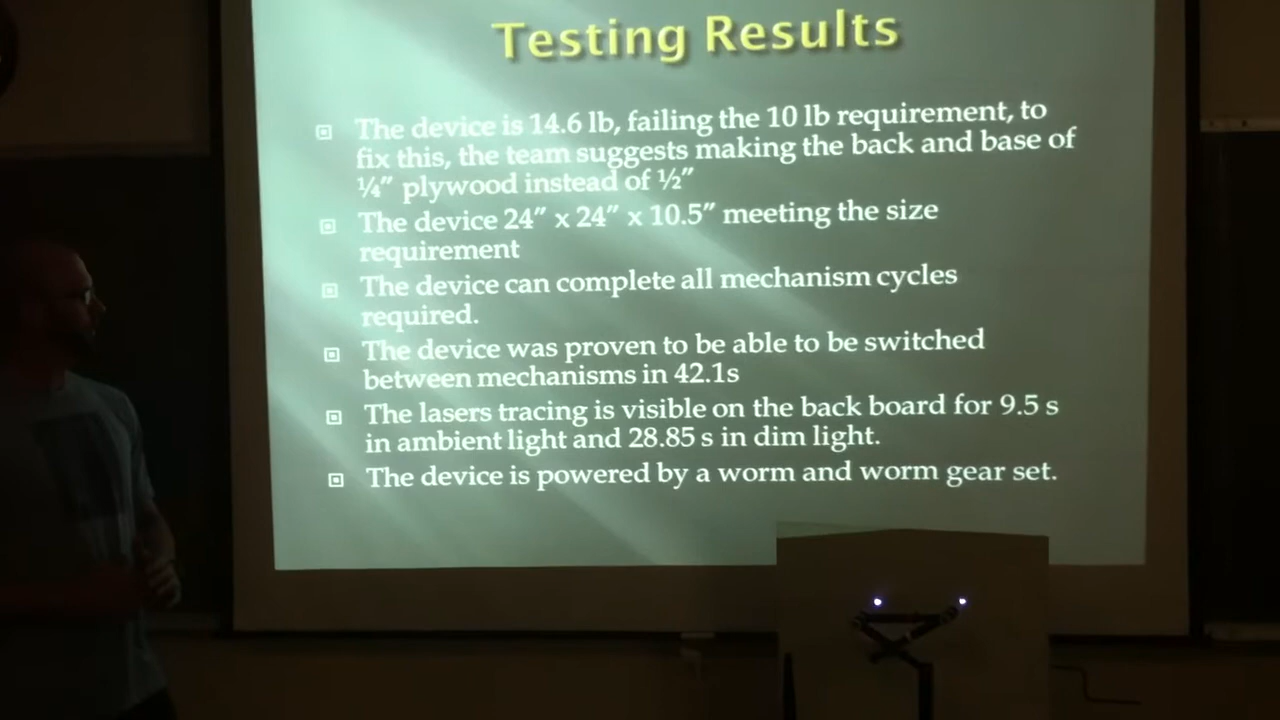 Testing Results
The device is 14.6 lb, failing the 10 lb requirement, to
fix this, the team suggests making the back and base of
¼” plywood instead of ½”
The device 24” x 24” x 10.5” meeting the size
requirement
The device can complete all mechanism cycles
required.
The device was proven to be able to be switched
between mechanisms in 42.1s
The lasers tracing is visible on the back board for 9.5 s
in ambient light and 28.85 s in dim light.
The device is powered by a worm and worm gear set.